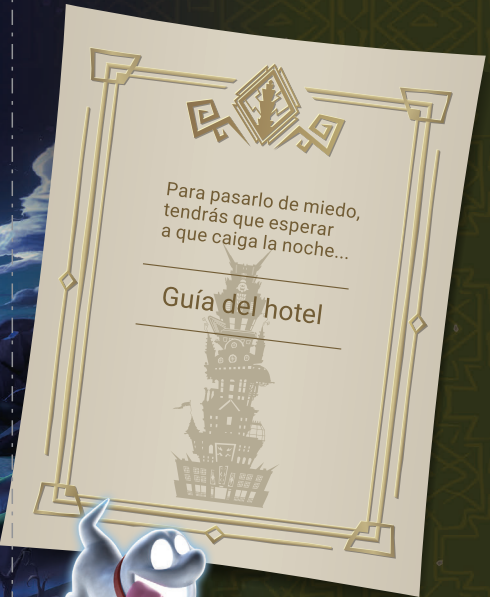 Para pasarlo de miedo,
tendrás que esperar
a que caiga la noche...
Guía del hotel